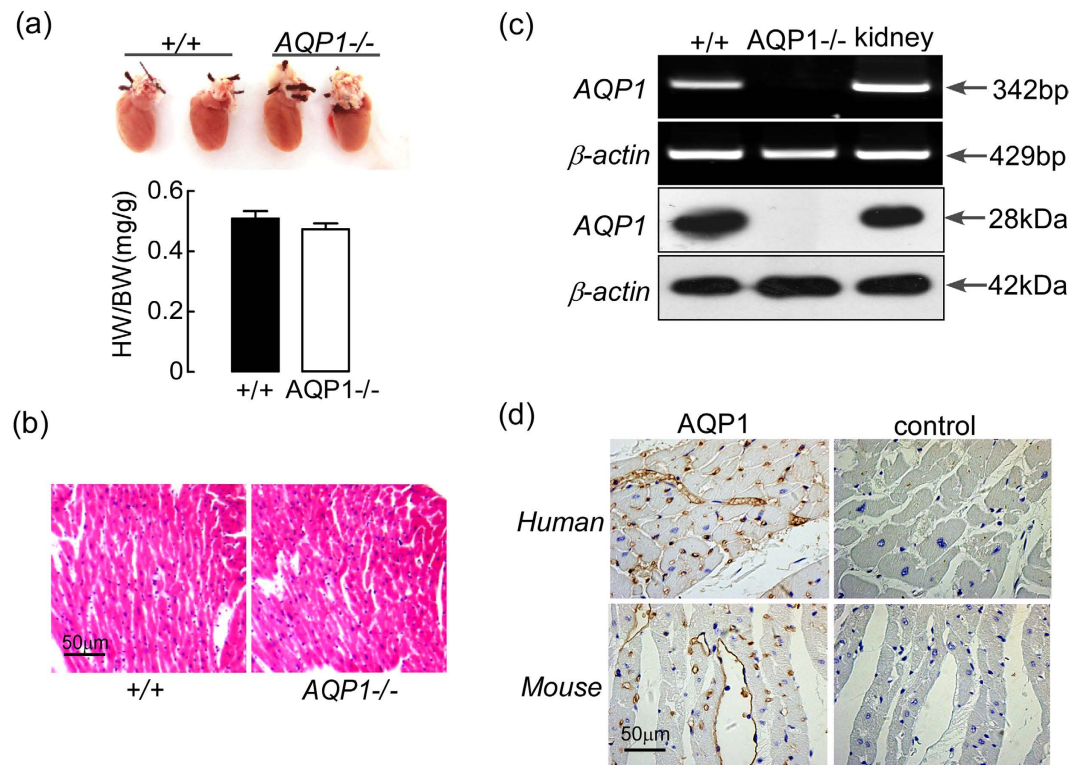 (a)
+/+ AQP1-/-
HW/BW(mg/g)
0.6
0.4
0.2
0
+/+ AQP1-/-
(b)
50μm
+/+ AQP1-/-
(c)
+/+ AQP1-/- kidney
AQP1 342bp
β-actin 429bp
AQP1 28kDa
β-actin 42kDa
(d)
AQP1 control
Human
Mouse
50μm